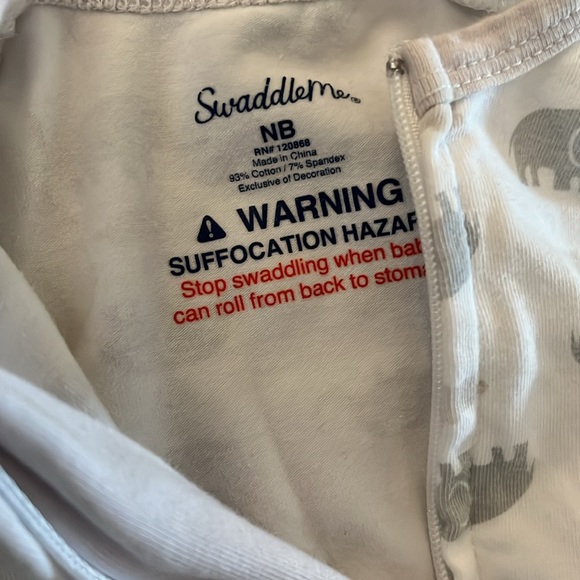 SwaddleMe®
NB
RN# 120868
Made in China
93% Cotton / 7% Spandex
Exclusive of Decoration
WARNING
SUFFOCATION HAZAR
Stop swaddling when bab
can roll from back to stoma